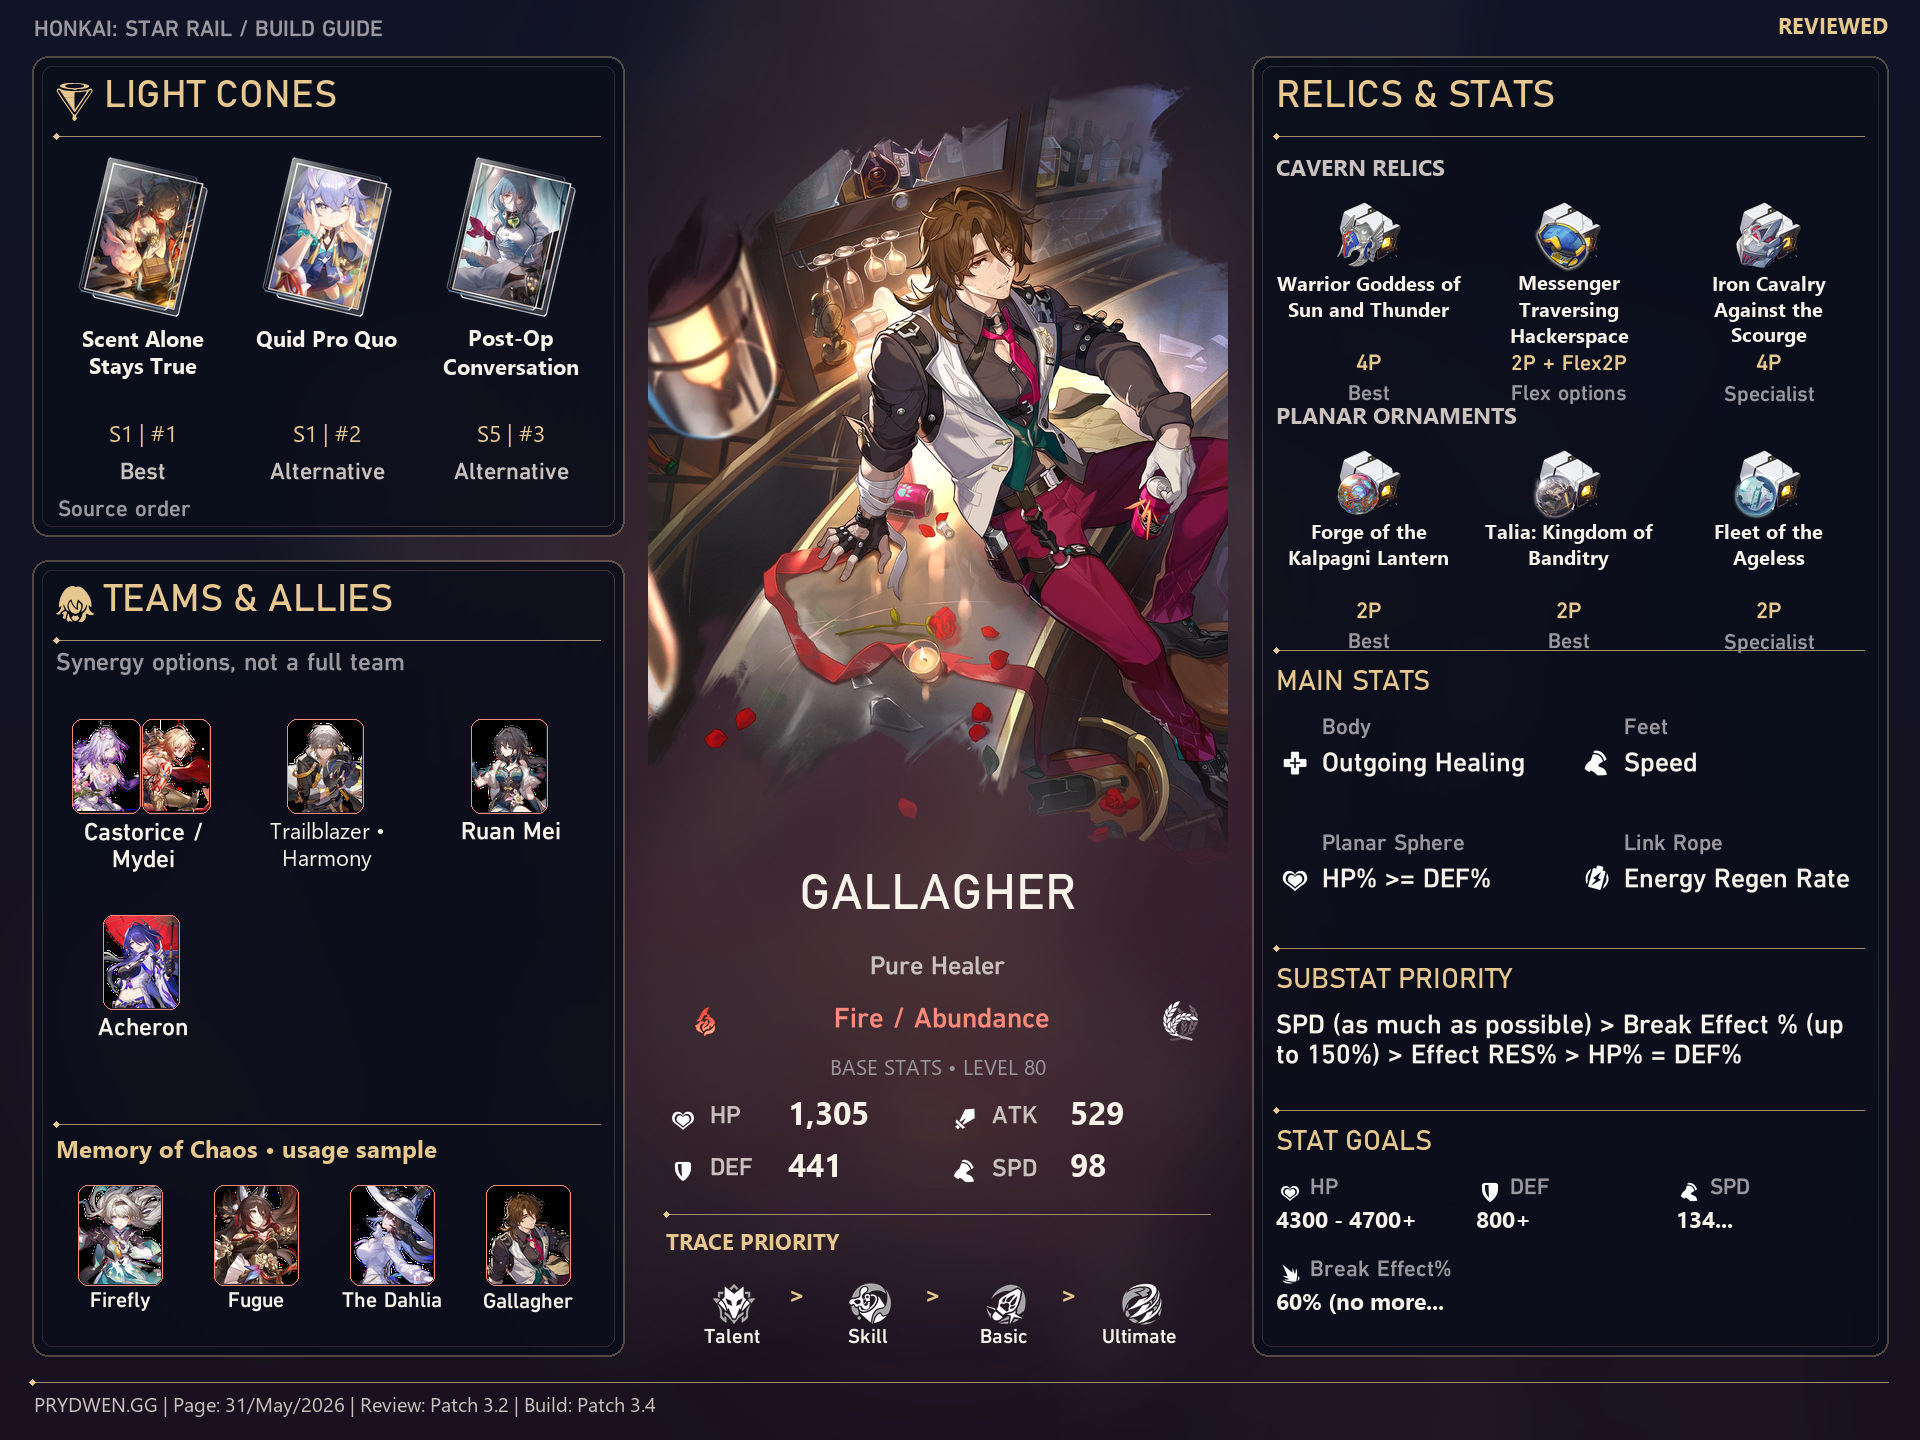 HONKAI: STAR RAIL / BUILD GUIDE
REVIEWED
LIGHT CONES
Scent Alone
Stays True
S1 | #1
Best
Quid Pro Quo
S1 | #2
Alternative
Post-Op
Conversation
S5 | #3
Alternative
Source order
TEAMS & ALLIES
Synergy options, not a full team
Castorice /
Mydei
Trailblazer •
Harmony
Ruan Mei
Acheron
Memory of Chaos • usage sample
Firefly
Fugue
The Dahlia
Gallagher
GALLAGHER
Pure Healer
Fire / Abundance
BASE STATS • LEVEL 80
HP 1,305
ATK 529
DEF 441
SPD 98
TRACE PRIORITY
Talent > Skill > Basic > Ultimate
RELICS & STATS
CAVERN RELICS
Warrior Goddess of
Sun and Thunder
4P
Best
Messenger
Traversing
Hackerspace
2P + Flex2P
Flex options
Iron Cavalry
Against the
Scourge
4P
Specialist
PLANAR ORNAMENTS
Forge of the
Kalpagni Lantern
2P
Best
Talia: Kingdom of
Banditry
2P
Best
Fleet of the
Ageless
2P
Specialist
MAIN STATS
Body
Outgoing Healing
Feet
Speed
Planar Sphere
HP% >= DEF%
Link Rope
Energy Regen Rate
SUBSTAT PRIORITY
SPD (as much as possible) > Break Effect % (up
to 150%) > Effect RES% > HP% = DEF%
STAT GOALS
HP
4300 - 4700+
DEF
800+
SPD
134...
Break Effect%
60% (no more...
PRYDWEN.GG | Page: 31/May/2026 | Review: Patch 3.2 | Build: Patch 3.4